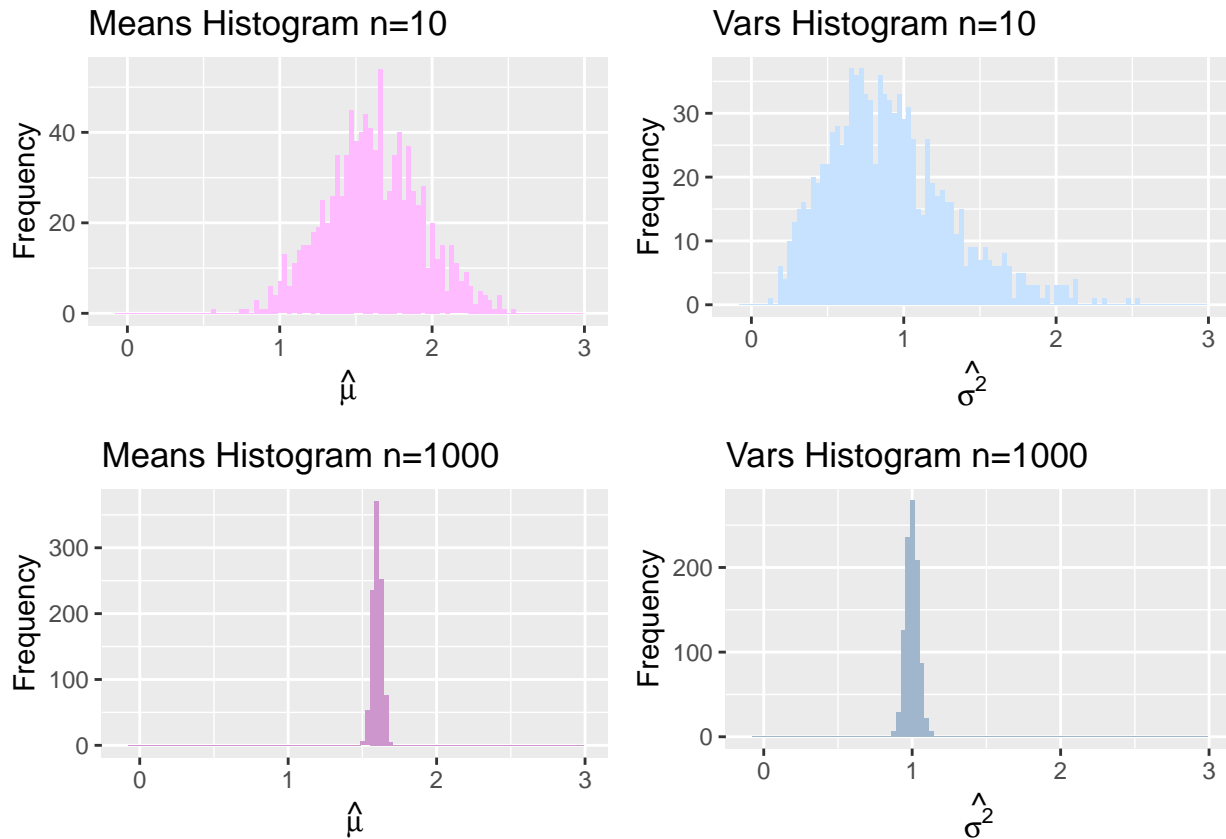 Means Histogram n=10
Frequency
40
20
0
0 1 2 3
μ̂
Vars Histogram n=10
Frequency
30
20
10
0
0 1 2 3
σ̂²
Means Histogram n=1000
Frequency
300
200
100
0
0 1 2 3
μ̂
Vars Histogram n=1000
Frequency
200
100
0
0 1 2 3
σ̂²